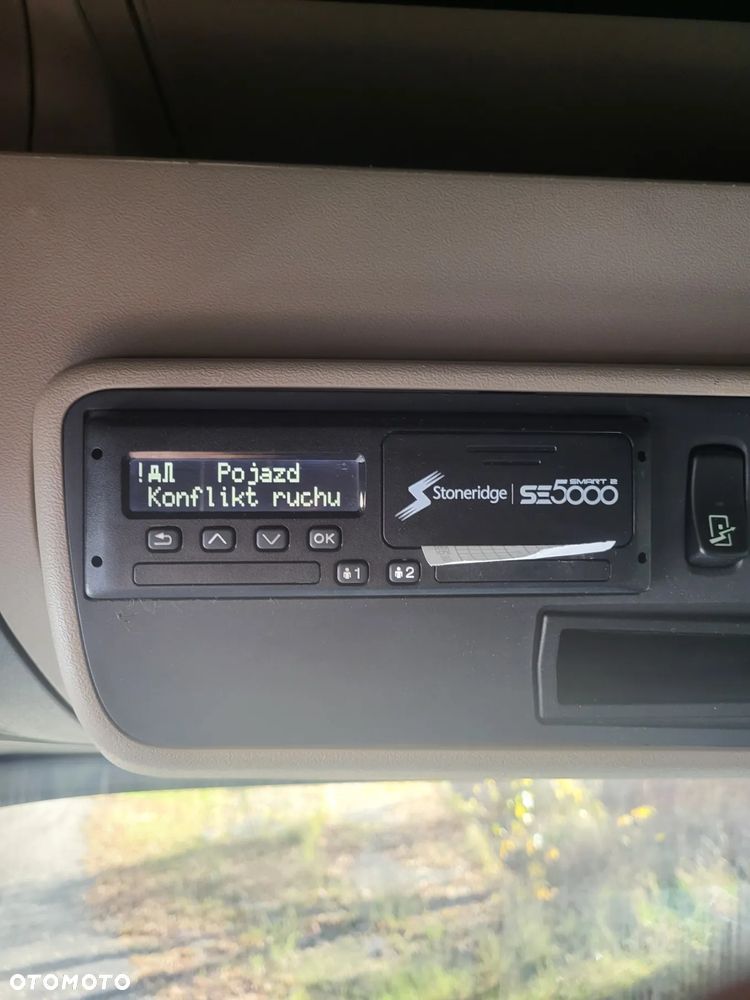 ! Pojazd
Konflikt ruchu
Stoneridge
SE5000
SMART 2
OK
1
2
OTOMOTO